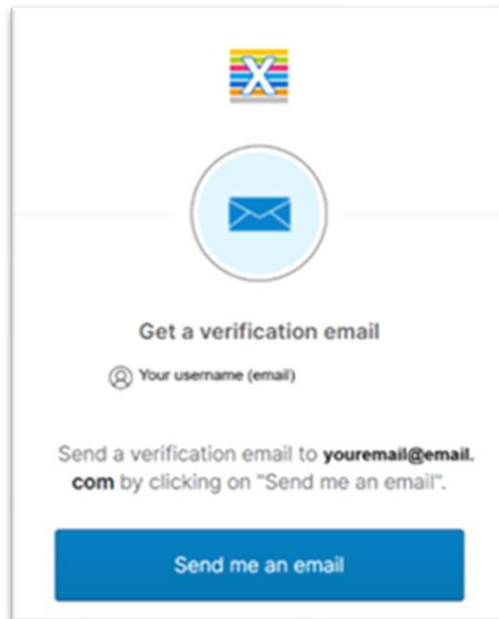 X
Get a verification email
Your username (email)
Send a verification email to youremail@email.
com by clicking on "Send me an email".
Send me an email